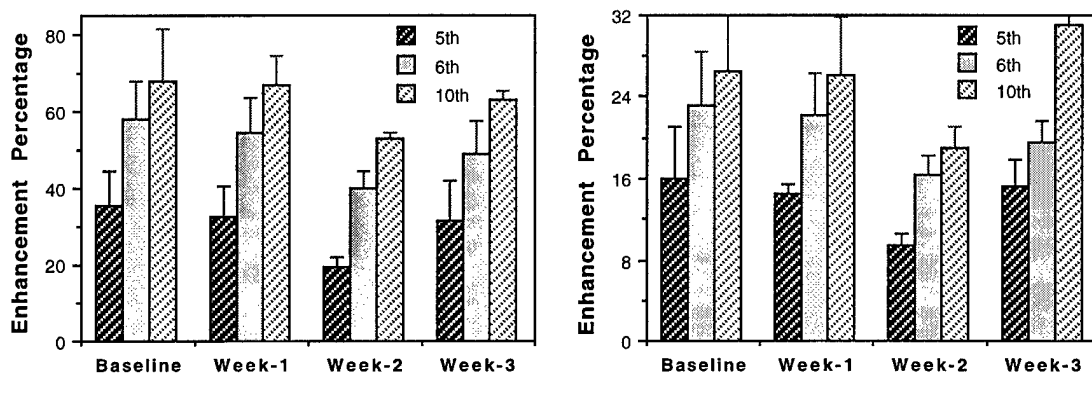 Enhancement Percentage
80
60
40
20
0
5th
6th
10th
Baseline Week-1 Week-2 Week-3
Enhancement Percentage
32
24
16
8
0
5th
6th
10th
Baseline Week-1 Week-2 Week-3